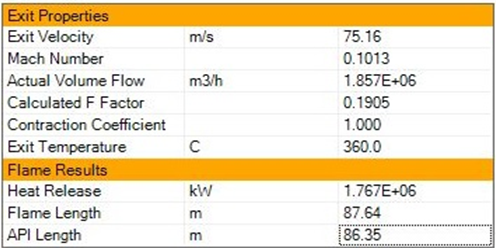 Exit Properties
Exit Velocity m/s 75.16
Mach Number 0.1013
Actual Volume Flow m3/h 1.857E+06
Calculated F Factor 0.1905
Contraction Coefficient 1.000
Exit Temperature C 360.0
Flame Results
Heat Release kW 1.767E+06
Flame Length m 87.64
API Length m 86.35